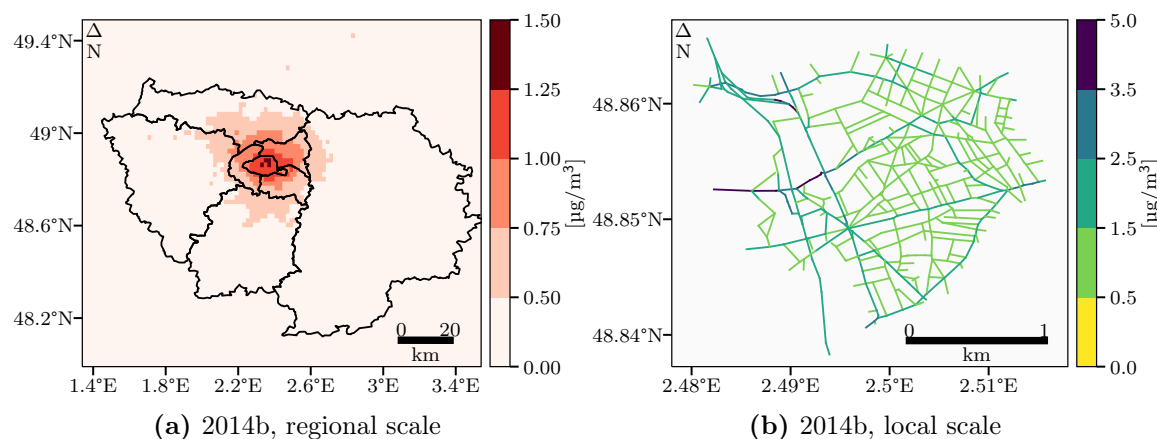 49.4°N
49°N
48.6°N
48.2°N
Δ
N
0 20
km
1.4°E 1.8°E 2.2°E 2.6°E 3°E 3.4°E
1.50
1.25
1.00
0.75
0.50
0.00
[µg/m³]
(a) 2014b, regional scale
48.86°N
48.85°N
48.84°N
Δ
N
0 1
km
2.48°E 2.49°E 2.5°E 2.51°E
5.0
3.5
2.5
1.5
0.5
0.0
[µg/m³]
(b) 2014b, local scale